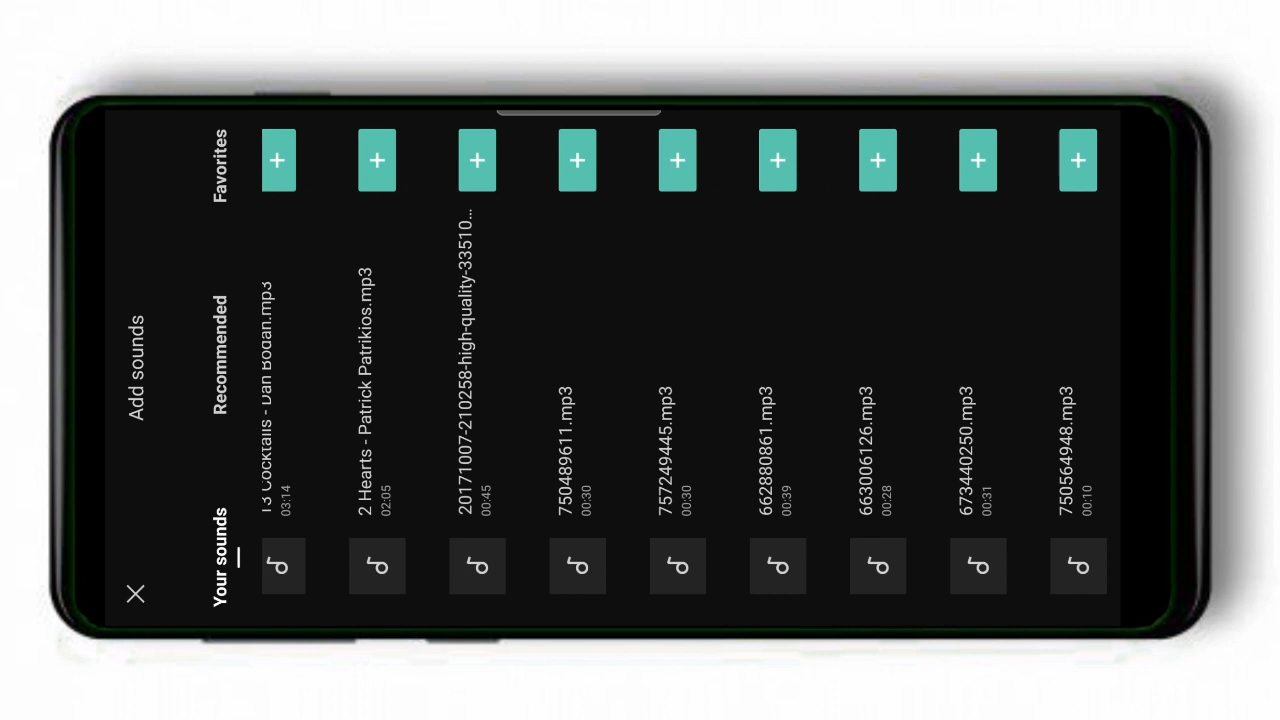 Add sounds
Your sounds Recommended Favorites
13 Cocktails - Dan Bodan.mp3
03:14
2 Hearts - Patrick Patrikios.mp3
02:05
20171007-210258-high-quality-33510...
00:45
750489611.mp3
00:30
757249445.mp3
00:30
662880861.mp3
00:39
663006126.mp3
00:28
673440250.mp3
00:31
750564948.mp3
00:10